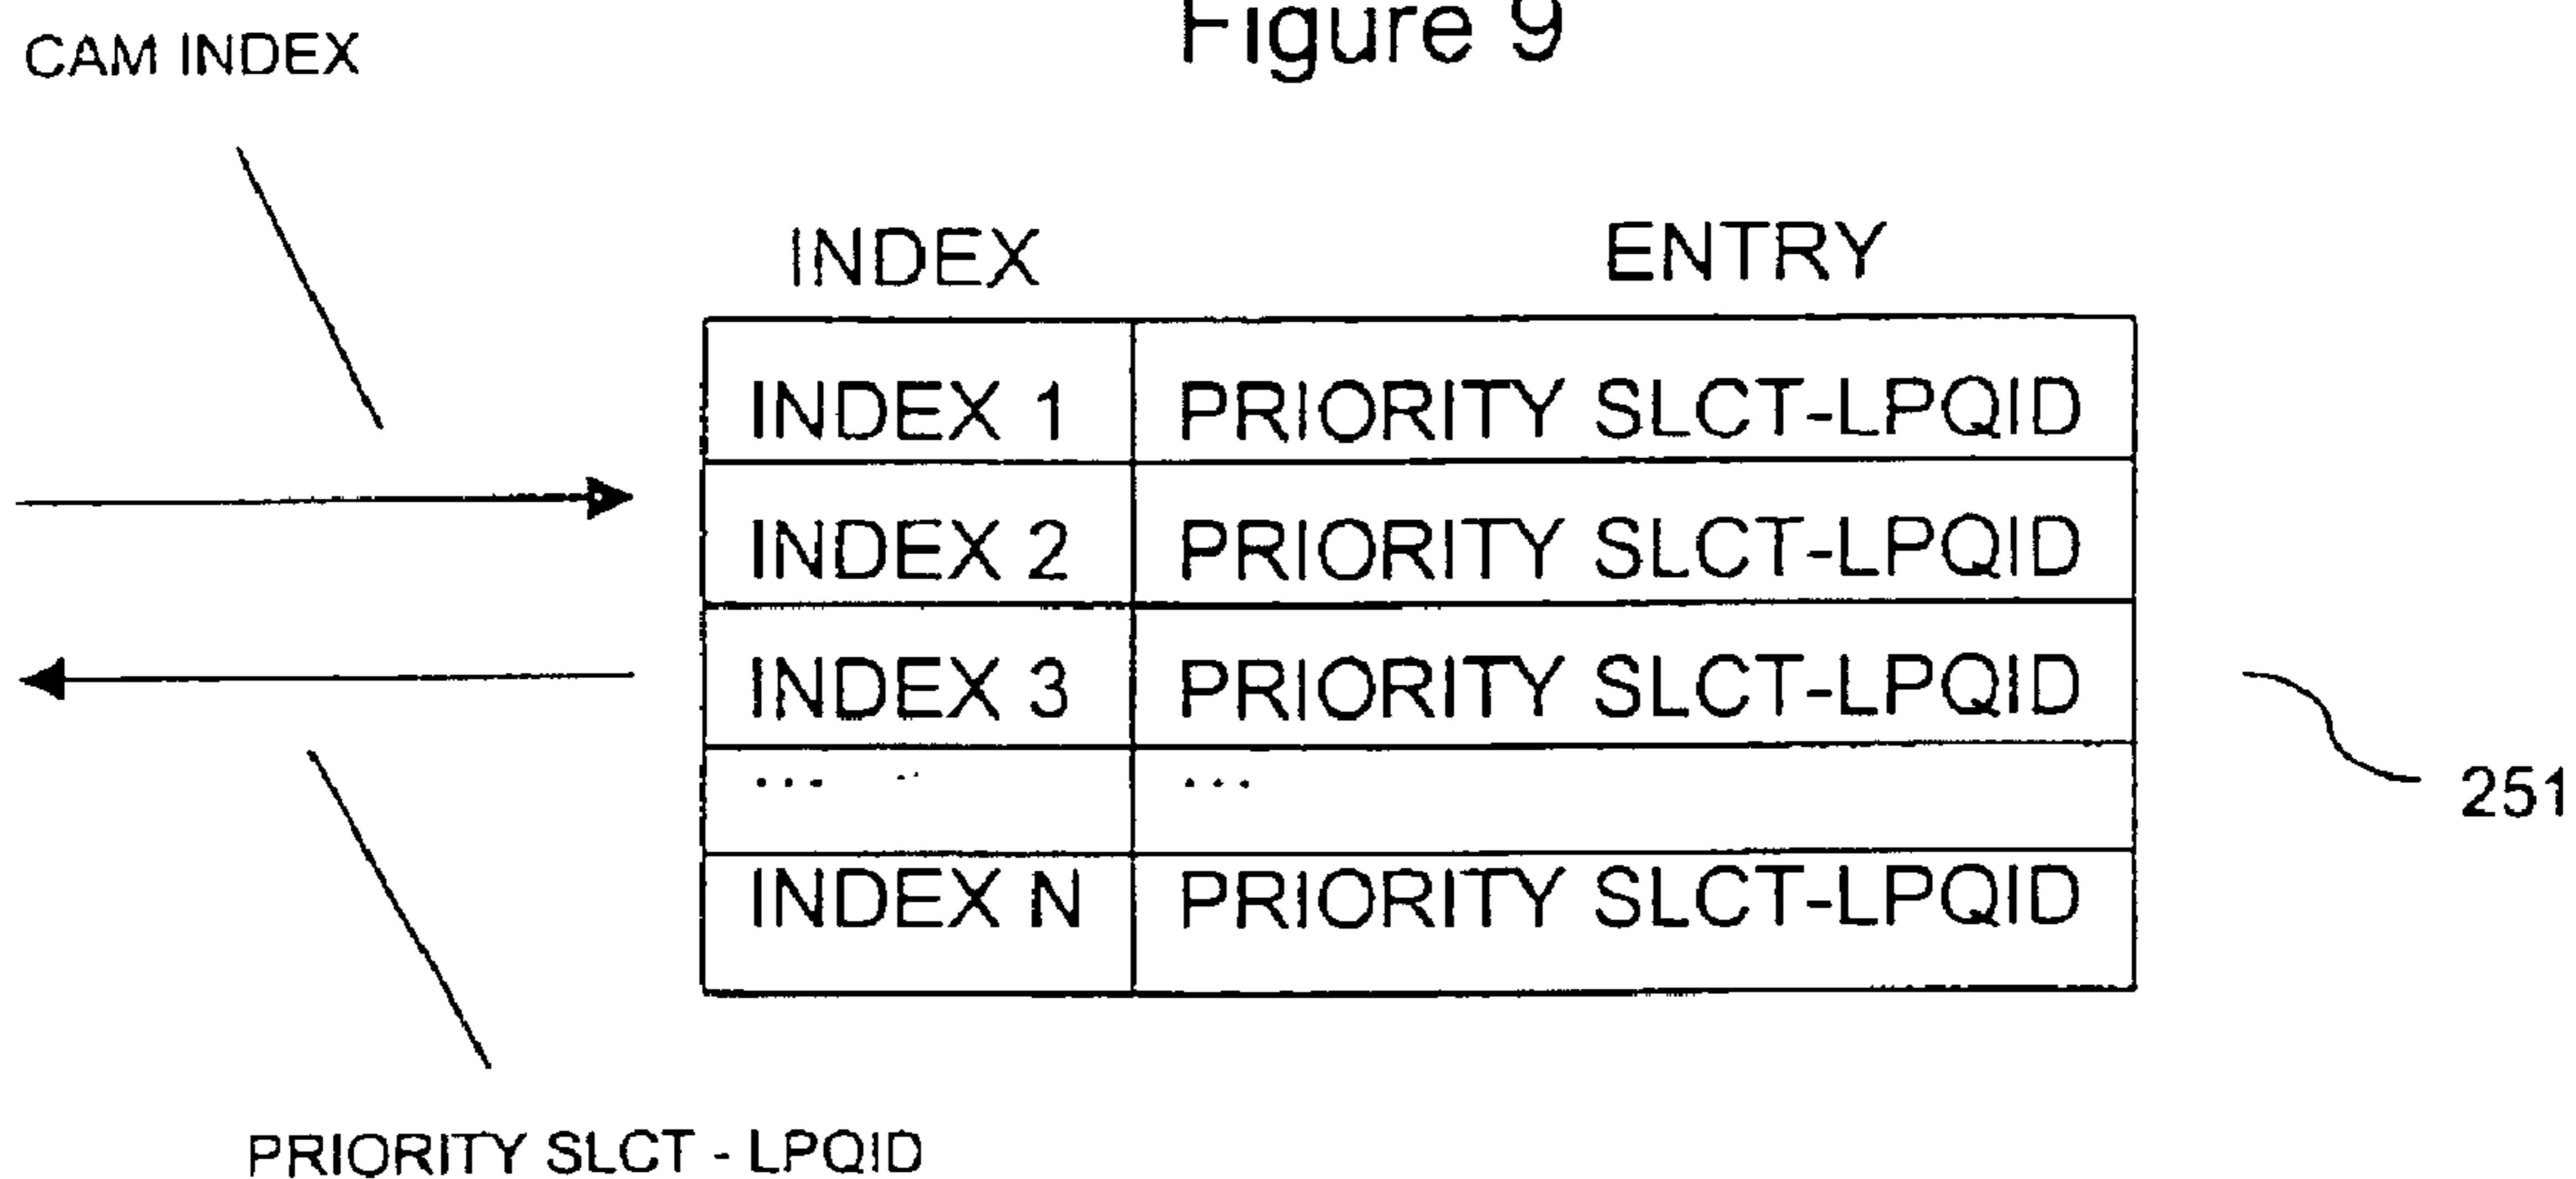 Figure 9
CAM INDEX
INDEX ENTRY
INDEX 1 PRIORITY SLCT-LPQID
INDEX 2 PRIORITY SLCT-LPQID
INDEX 3 PRIORITY SLCT-LPQID
... ...
INDEX N PRIORITY SLCT-LPQID
251
PRIORITY SLCT - LPQID